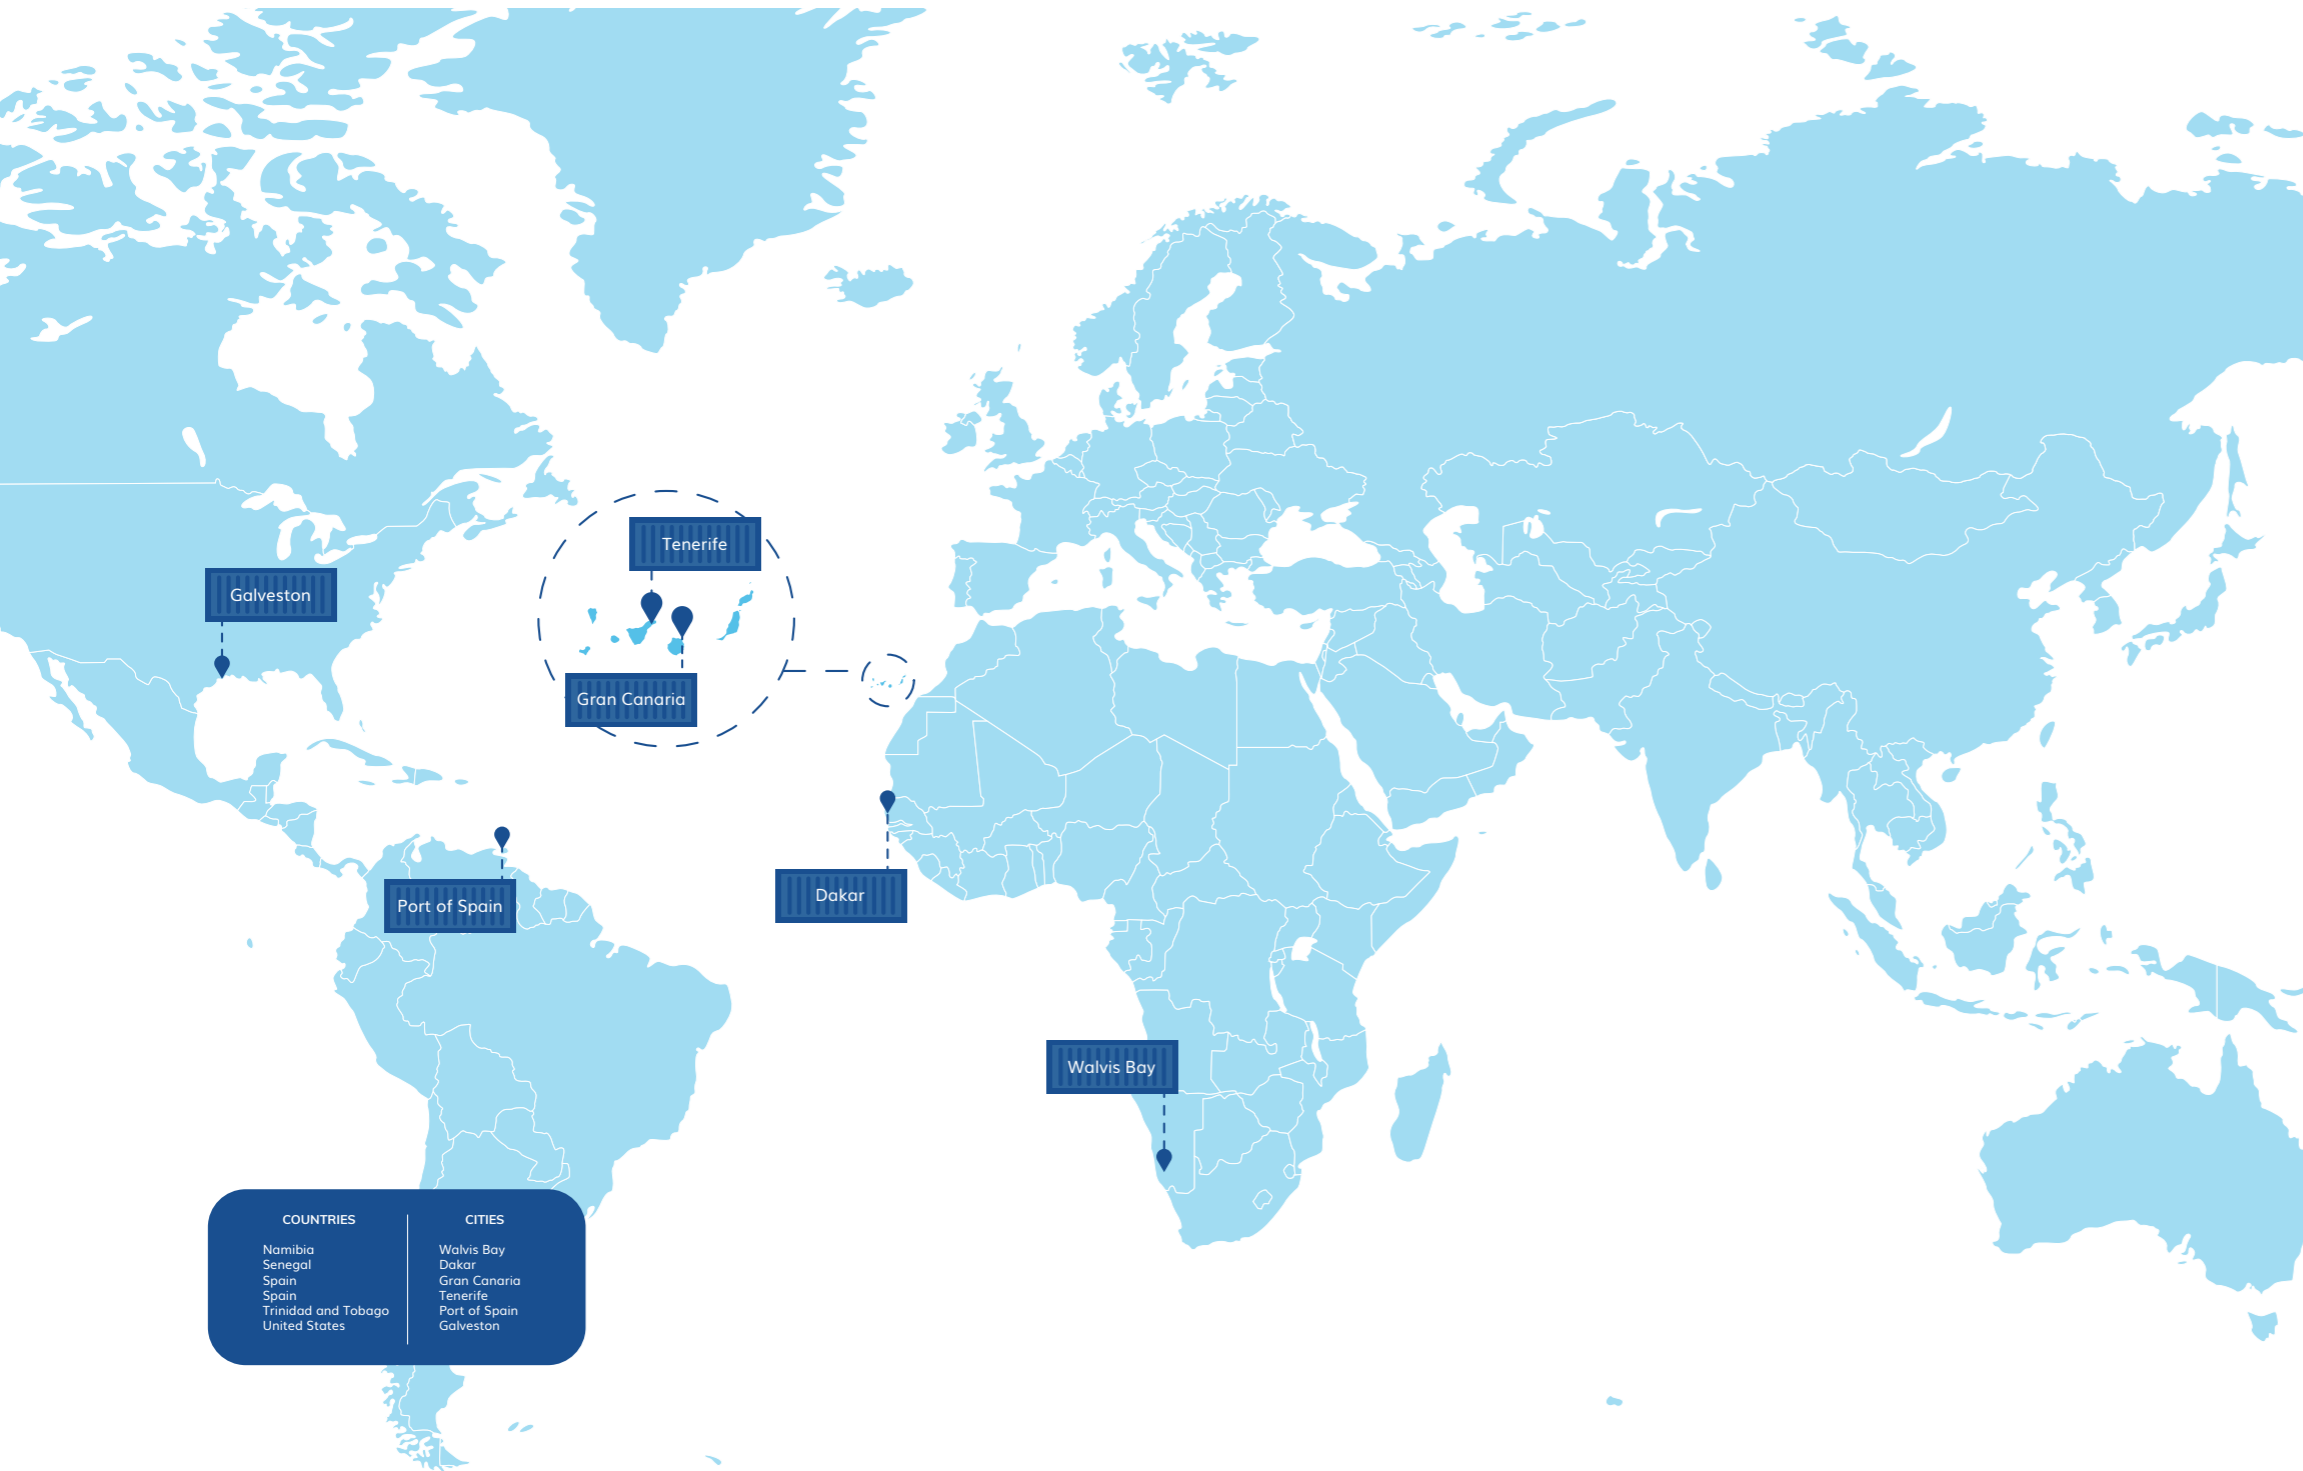 Tenerife
Galveston
Gran Canaria
Dakar
Port of Spain
Walvis Bay
COUNTRIES
Namibia
Senegal
Spain
Spain
Trinidad and Tobago
United States
CITIES
Walvis Bay
Dakar
Gran Canaria
Tenerife
Port of Spain
Galveston